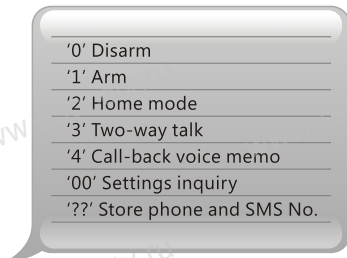 ‘0’ Disarm
‘1’ Arm
‘2’ Home mode
‘3’ Two-way talk
‘4’ Call-back voice memo
‘00’ Settings inquiry
‘??’ Store phone and SMS No.